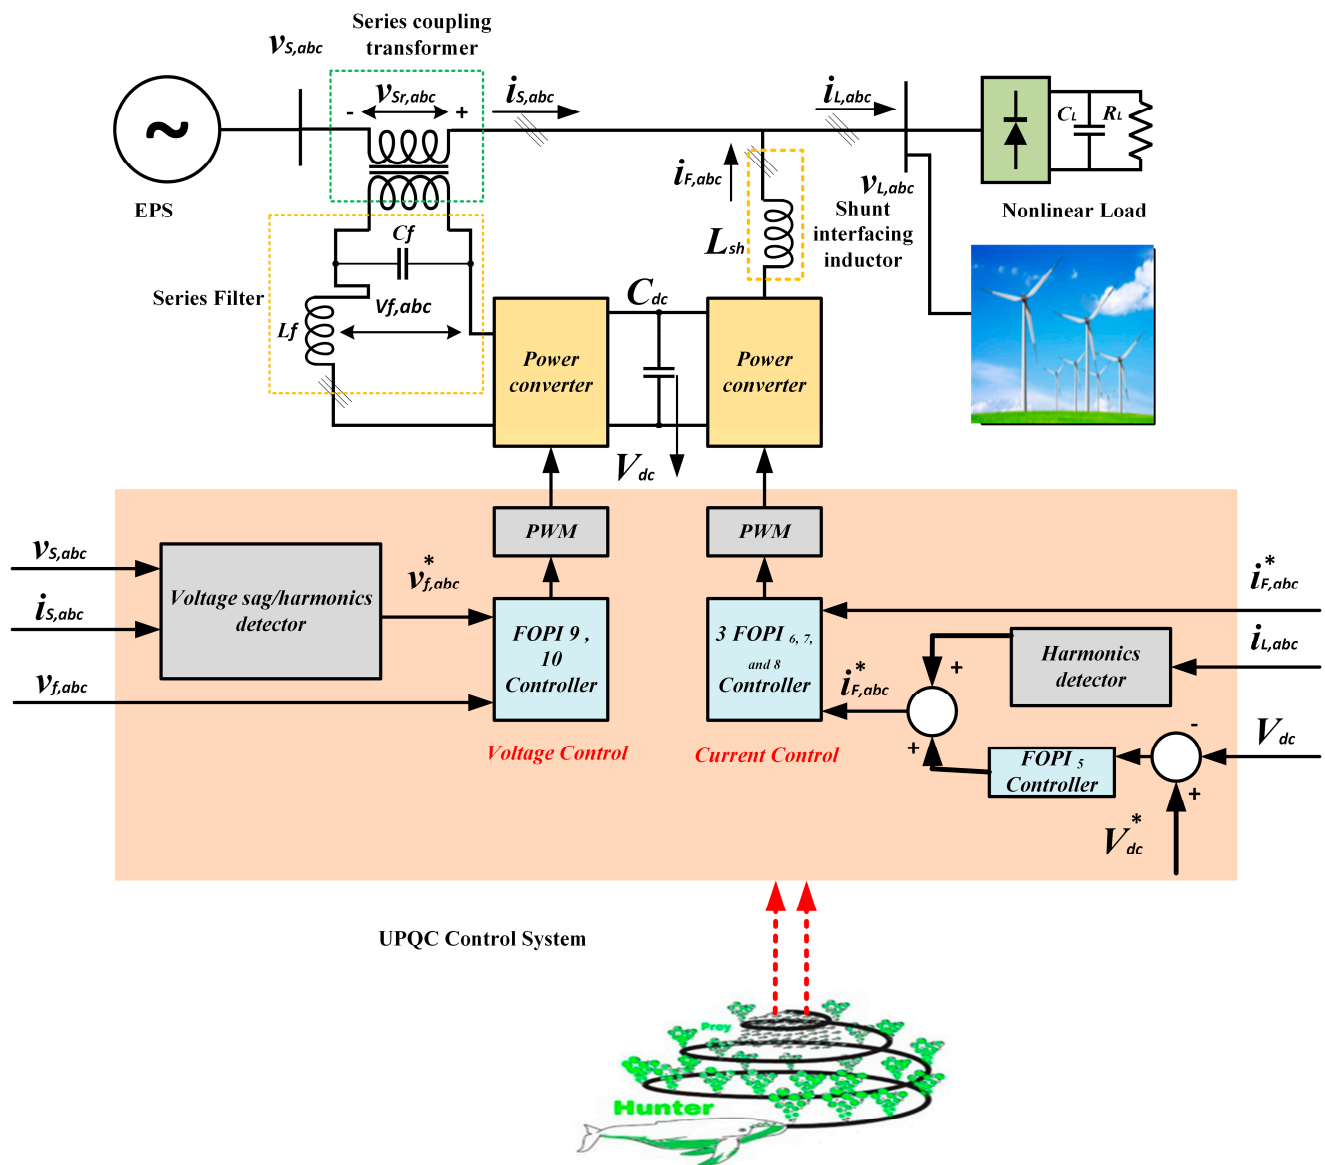 Series coupling
transformer
vS,abc
- vSr,abc +
iS,abc
iL,abc
CL
RL
~
EPS
iF,abc
vL,abc
Nonlinear Load
Shunt
interfacing
inductor
Lsh
Cf
Series Filter
Vf,abc
Lf
Cdc
Power
converter
Power
converter
Vdc
PWM
PWM
vS,abc
iS,abc
vf,abc
Voltage sag/harmonics
detector
v*f,abc
FOPI 9 ,
10
Controller
3 FOPI 6, 7,
and 8
Controller
i*F,abc
iL,abc
Harmonics
detector
+
i*F,abc
+
-
Vdc
FOPI 5
Controller
+
V*dc
Voltage Control
Current Control
UPQC Control System
Prey
Hunter